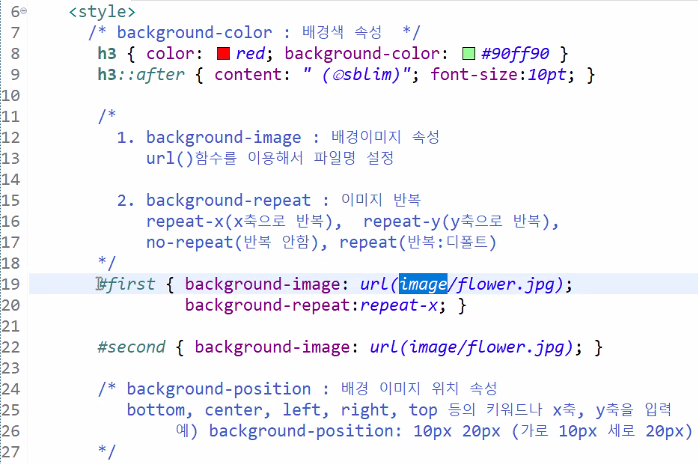 6 <style>
7 /* background-color : 배경색 속성 */
8 h3 { color: red; background-color: #90ff90 }
9 h3::after { content: " (©sblim)"; font-size:10pt; }
10
11 /*
12 1. background-image : 배경이미지 속성
13 url()함수를 이용해서 파일명 설정
14
15 2. background-repeat : 이미지 반복
16 repeat-x(x축으로 반복), repeat-y(y축으로 반복),
17 no-repeat(반복 안함), repeat(반복:디폴트)
18 */
19 #first { background-image: url(image/flower.jpg);
20 background-repeat:repeat-x; }
21
22 #second { background-image: url(image/flower.jpg); }
23
24 /* background-position : 배경 이미지 위치 속성
25 bottom, center, left, right, top 등의 키워드나 x축, y축을 입력
26 예) background-position: 10px 20px (가로 10px 세로 20px)
27 */